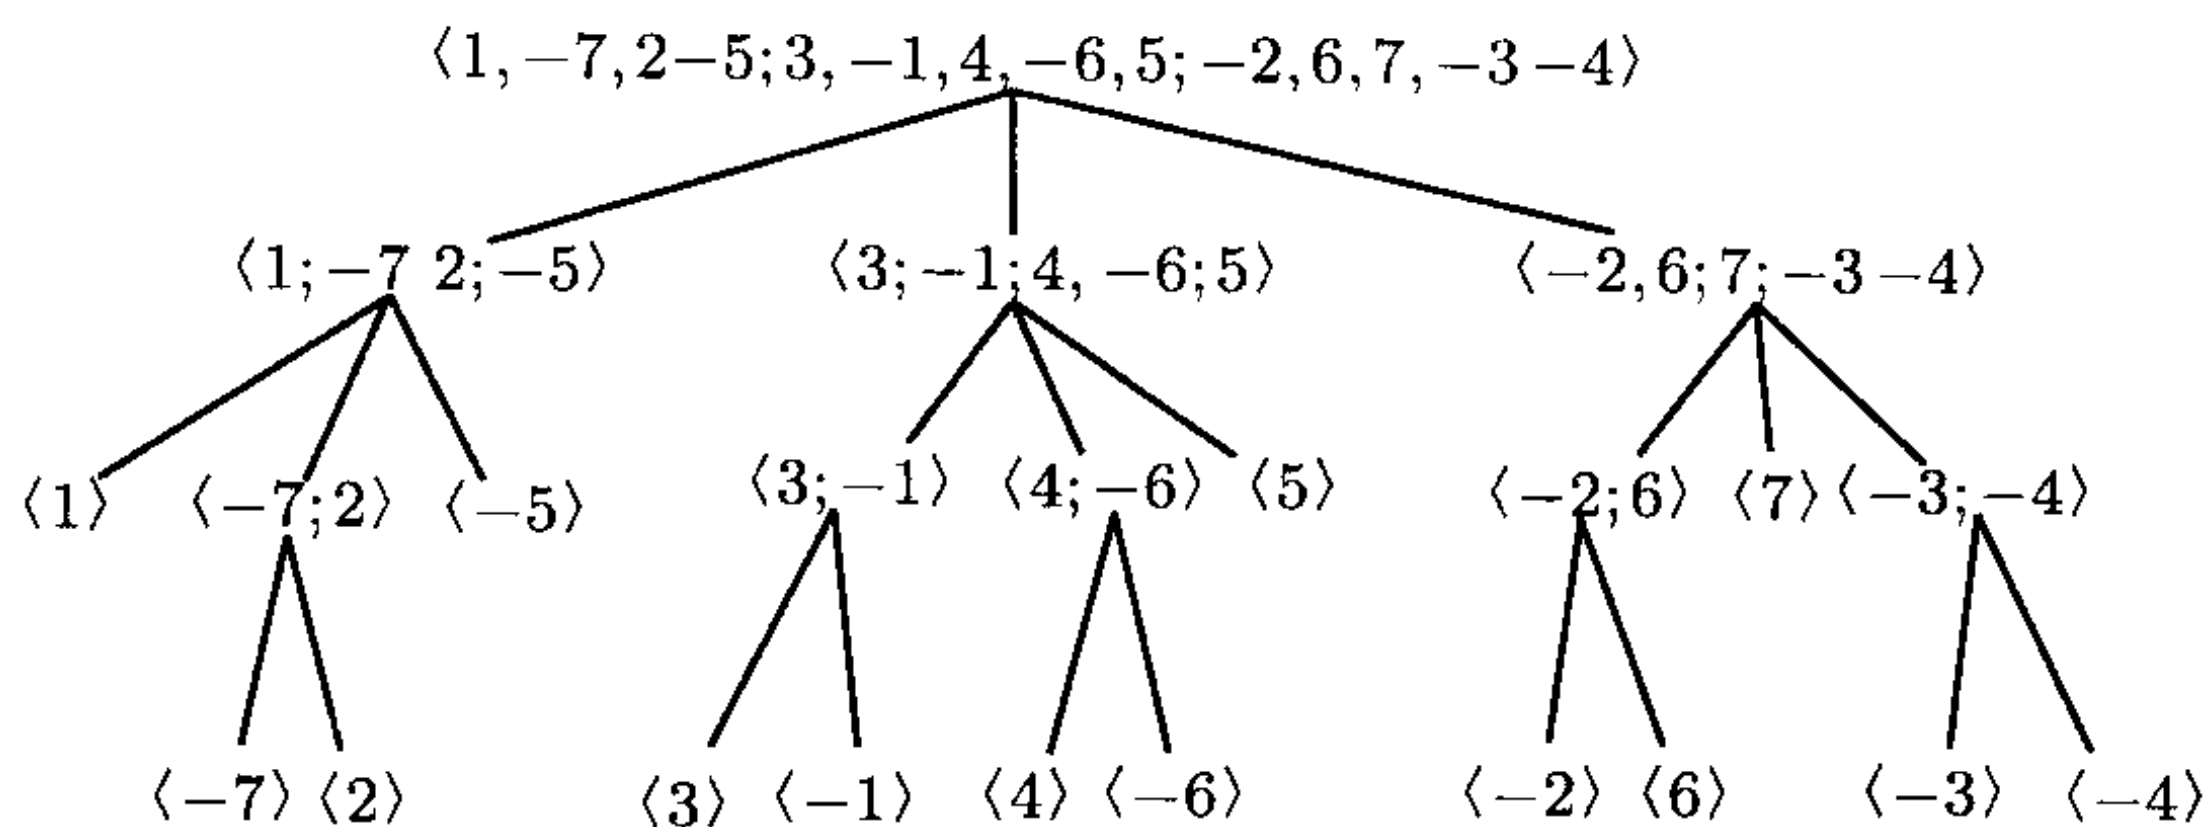 ⟨1, −7, 2−5; 3, −1, 4, −6, 5; −2, 6, 7, −3 −4⟩
⟨1; −7 2; −5⟩ ⟨3; −1; 4, −6; 5⟩ ⟨−2, 6; 7; −3 −4⟩
⟨1⟩ ⟨−7; 2⟩ ⟨−5⟩ ⟨3; −1⟩ ⟨4; −6⟩ ⟨5⟩ ⟨−2; 6⟩ ⟨7⟩ ⟨−3; −4⟩
⟨−7⟩ ⟨2⟩ ⟨3⟩ ⟨−1⟩ ⟨4⟩ ⟨−6⟩ ⟨−2⟩ ⟨6⟩ ⟨−3⟩ ⟨−4⟩